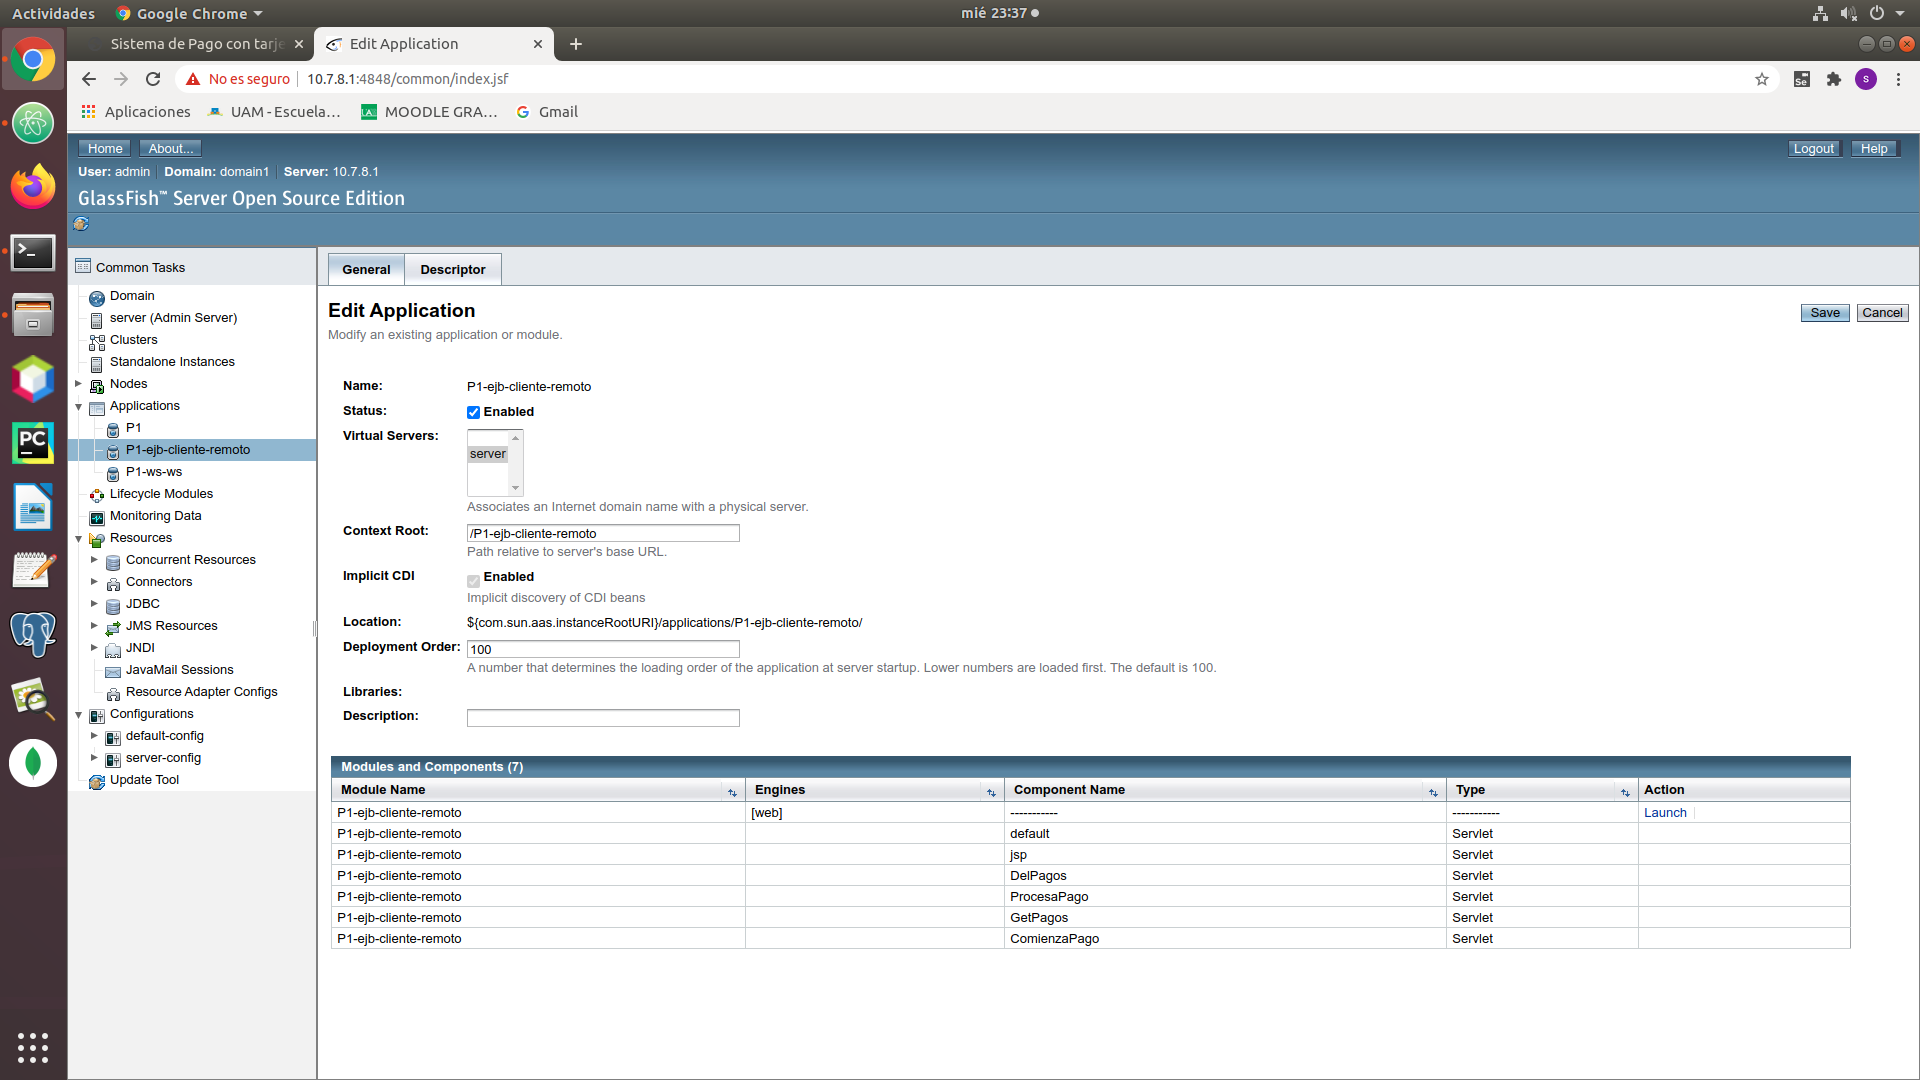 Actividades
Google Chrome
mié 23:37
Sistema de Pago con tarje
Edit Application
No es seguro
10.7.8.1:4848/common/index.jsf
Se
S
Aplicaciones
UAM - Escuela…
MOODLE GRA…
Gmail
Home
About...
Logout
Help
User: admin
Domain: domain1
Server: 10.7.8.1
GlassFish™ Server Open Source Edition
Common Tasks
Domain
server (Admin Server)
Clusters
Standalone Instances
Nodes
Applications
P1
P1-ejb-cliente-remoto
P1-ws-ws
Lifecycle Modules
Monitoring Data
Resources
Concurrent Resources
Connectors
JDBC
JMS Resources
JNDI
JavaMail Sessions
Resource Adapter Configs
Configurations
default-config
server-config
Update Tool
PC
General
Descriptor
Edit Application
Save
Cancel
Modify an existing application or module.
Name: P1-ejb-cliente-remoto
Status: Enabled
Virtual Servers: server
Associates an Internet domain name with a physical server.
Context Root: /P1-ejb-cliente-remoto
Path relative to server's base URL.
Implicit CDI Enabled
Implicit discovery of CDI beans
Location: ${com.sun.aas.instanceRootURI}/applications/P1-ejb-cliente-remoto/
Deployment Order: 100
A number that determines the loading order of the application at server startup. Lower numbers are loaded first. The default is 100.
Libraries:
Description:
Modules and Components (7)
Module Name Engines Component Name Type Action
P1-ejb-cliente-remoto [web] ----------- ----------- Launch
P1-ejb-cliente-remoto default Servlet
P1-ejb-cliente-remoto jsp Servlet
P1-ejb-cliente-remoto DelPagos Servlet
P1-ejb-cliente-remoto ProcesaPago Servlet
P1-ejb-cliente-remoto GetPagos Servlet
P1-ejb-cliente-remoto ComienzaPago Servlet